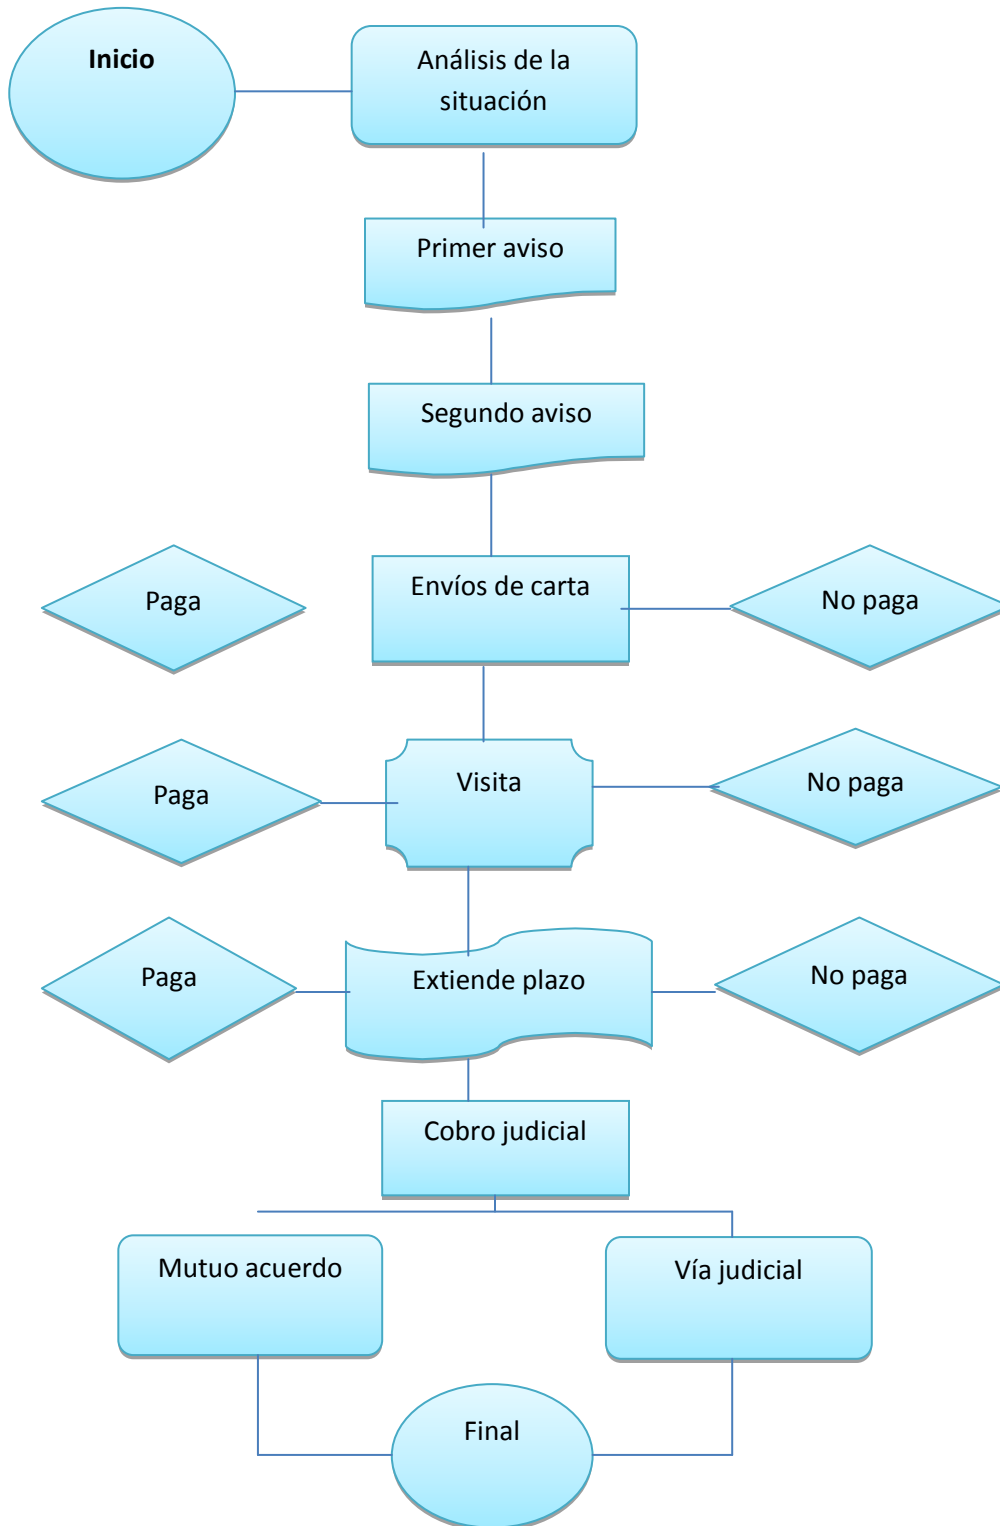 Inicio
Análisis de la
situación
Primer aviso
Segundo aviso
Paga
Envíos de carta
No paga
Paga
Visita
No paga
Paga
Extiende plazo
No paga
Cobro judicial
Mutuo acuerdo
Vía judicial
Final